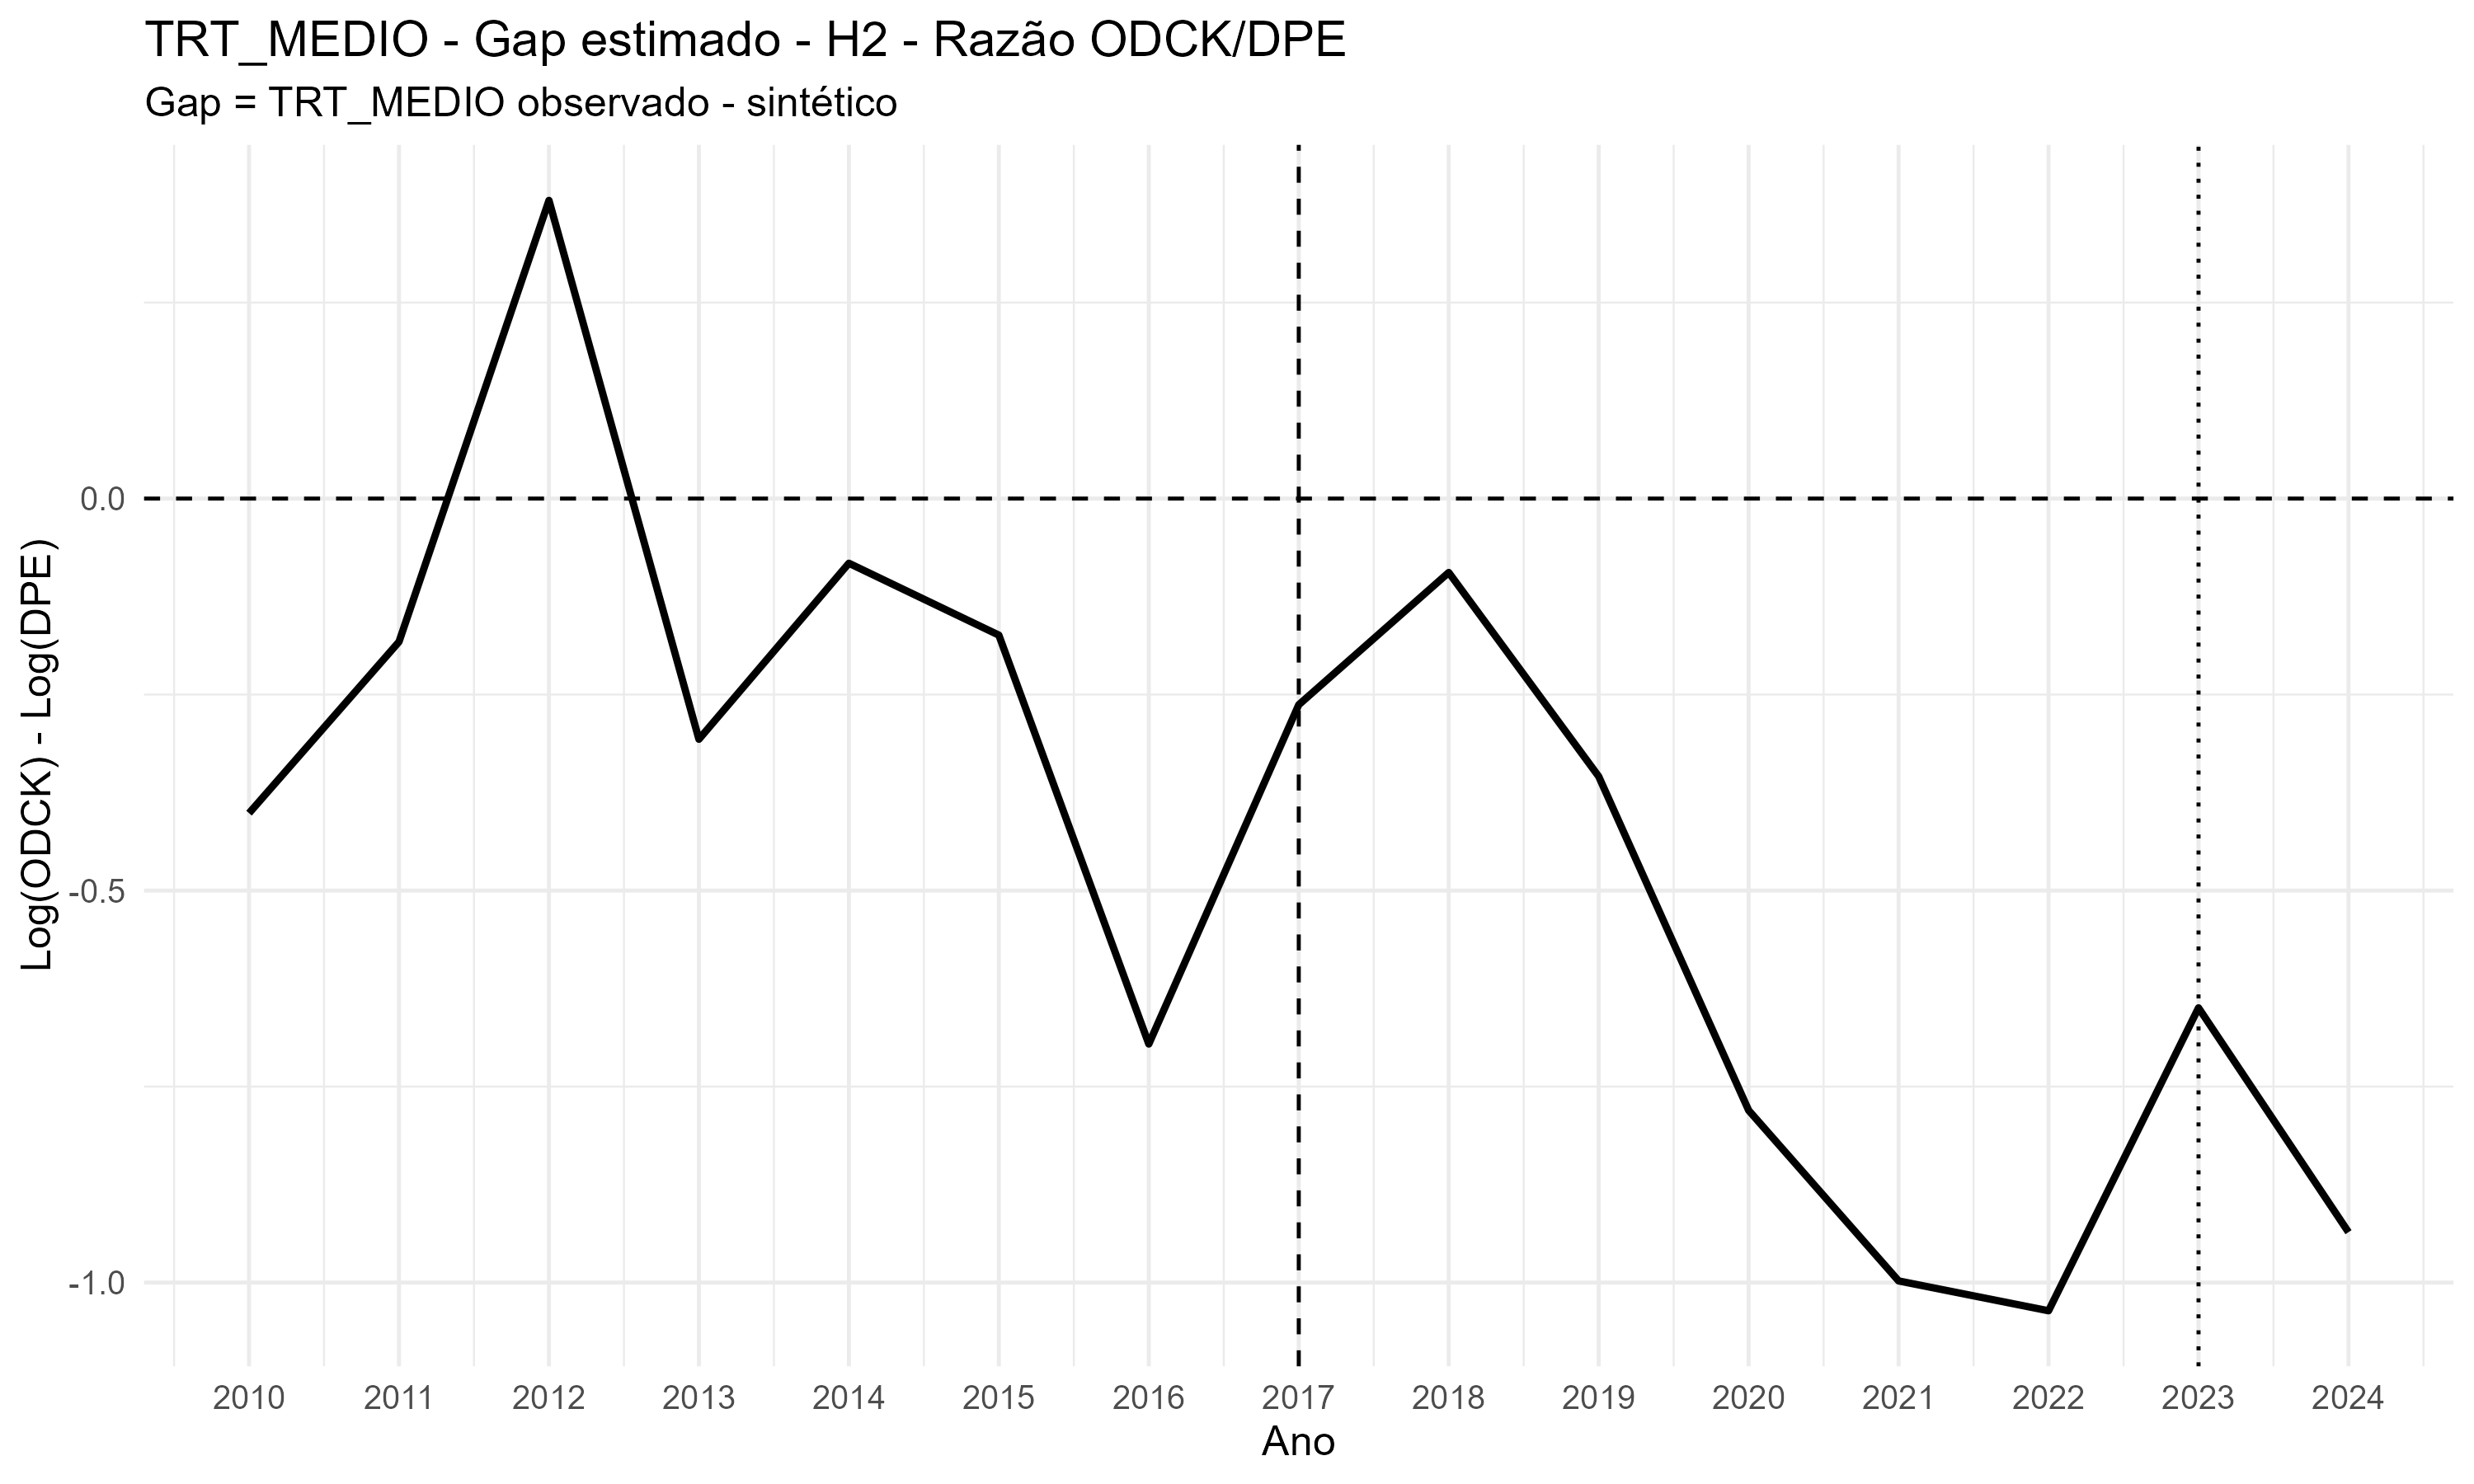 TRT_MEDIO - Gap estimado - H2 - Razão ODCK/DPE
Gap = TRT_MEDIO observado - sintético
Log(ODCK) - Log(DPE)
0.0
-0.5
-1.0
2010 2011 2012 2013 2014 2015 2016 2017 2018 2019 2020 2021 2022 2023 2024
Ano